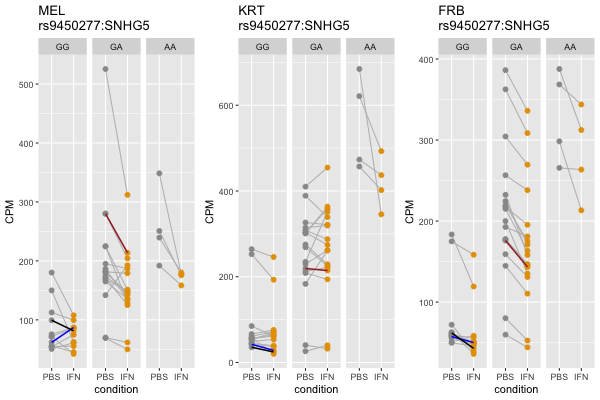 MEL
rs9450277:SNHG5
GG GA AA
CPM
500
400
300
200
100
PBS IFN PBS IFN PBS IFN
condition
KRT
rs9450277:SNHG5
GG GA AA
CPM
600
400
200
0
PBS IFN PBS IFN PBS IFN
condition
FRB
rs9450277:SNHG5
GG GA AA
CPM
400
300
200
100
PBS IFN PBS IFN PBS IFN
condition